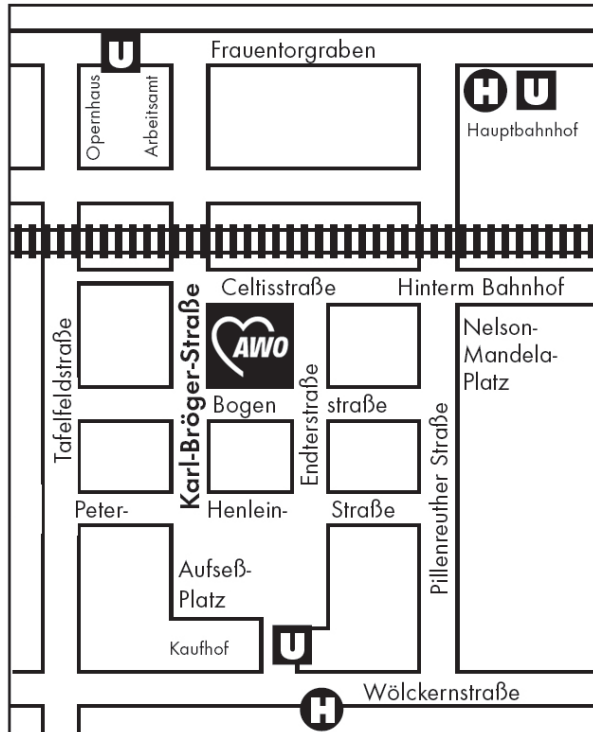 U
Frauentorgraben
Opernhaus
Arbeitsamt
H U
Hauptbahnhof
Celtisstraße
Hinterm Bahnhof
Tafelfeldstraße
Karl-Bröger-Straße
AWO
Nelson-
Mandela-
Platz
Endterstraße
Bogen straße
Pillenreuther Straße
Peter- Henlein- Straße
Aufseß-
Platz
Kaufhof
U
H
Wölckernstraße